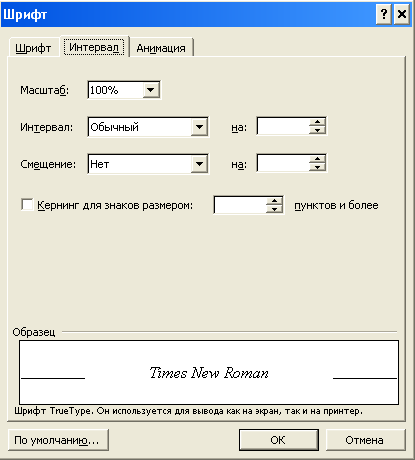 Шрифт
Шрифт Интервал Анимация
Масштаб: 100%
Интервал: Обычный на:
Смещение: Нет на:
Кернинг для знаков размером: пунктов и более
Образец
Times New Roman
Шрифт TrueType. Он используется для вывода как на экран, так и на принтер.
По умолчанию... ОК Отмена